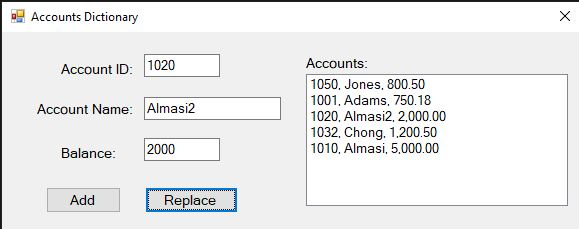 Accounts Dictionary
Account ID: 1020
Account Name: Almasi2
Balance: 2000
Add Replace
Accounts:
1050, Jones, 800.50
1001, Adams, 750.18
1020, Almasi2, 2,000.00
1032, Chong, 1,200.50
1010, Almasi, 5,000.00